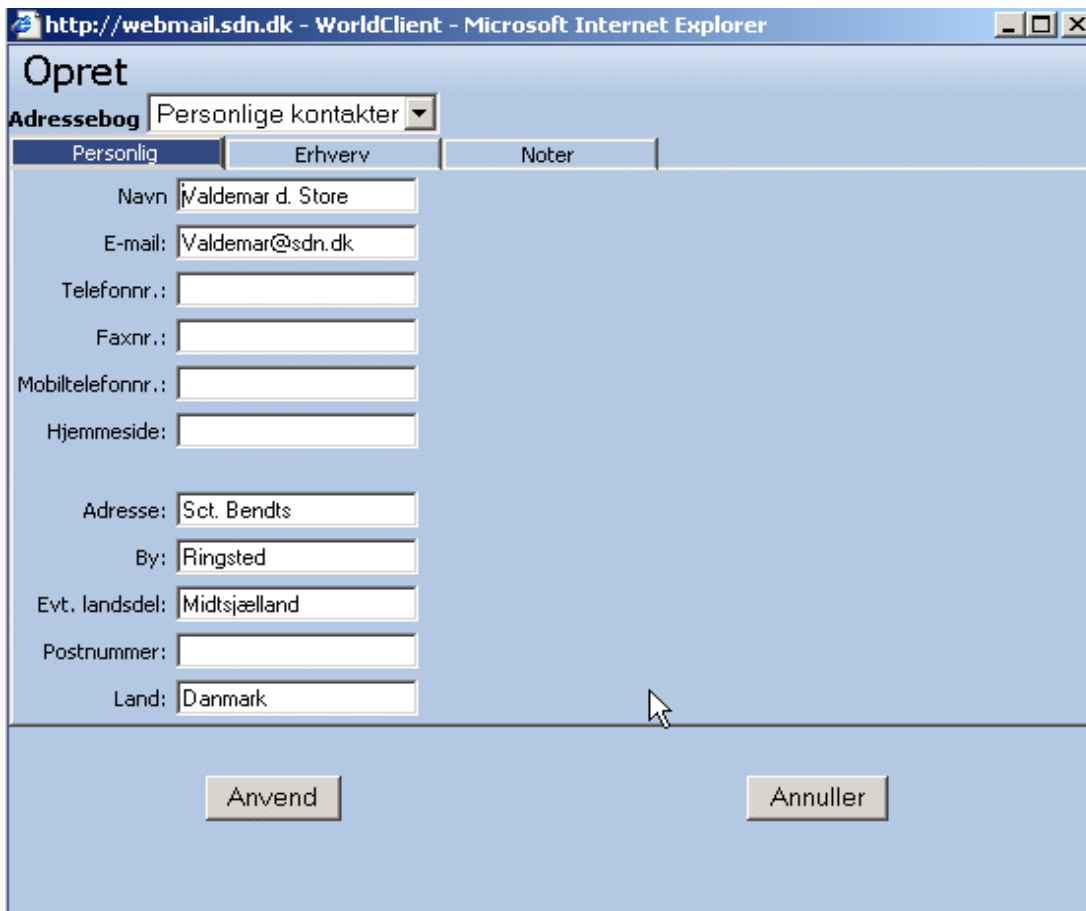 http://webmail.sdn.dk - WorldClient - Microsoft Internet Explorer
Opret
Adressebog Personlige kontakter
Personlig Erhverv Noter
Navn Valdemar d. Store
E-mail: Valdemar@sdn.dk
Telefonnr.:
Faxnr.:
Mobiltelefonnr.:
Hjemmeside:
Adresse: Sct. Bendts
By: Ringsted
Evt. landsdel: Midtsjælland
Postnummer:
Land: Danmark
Anvend Annuller